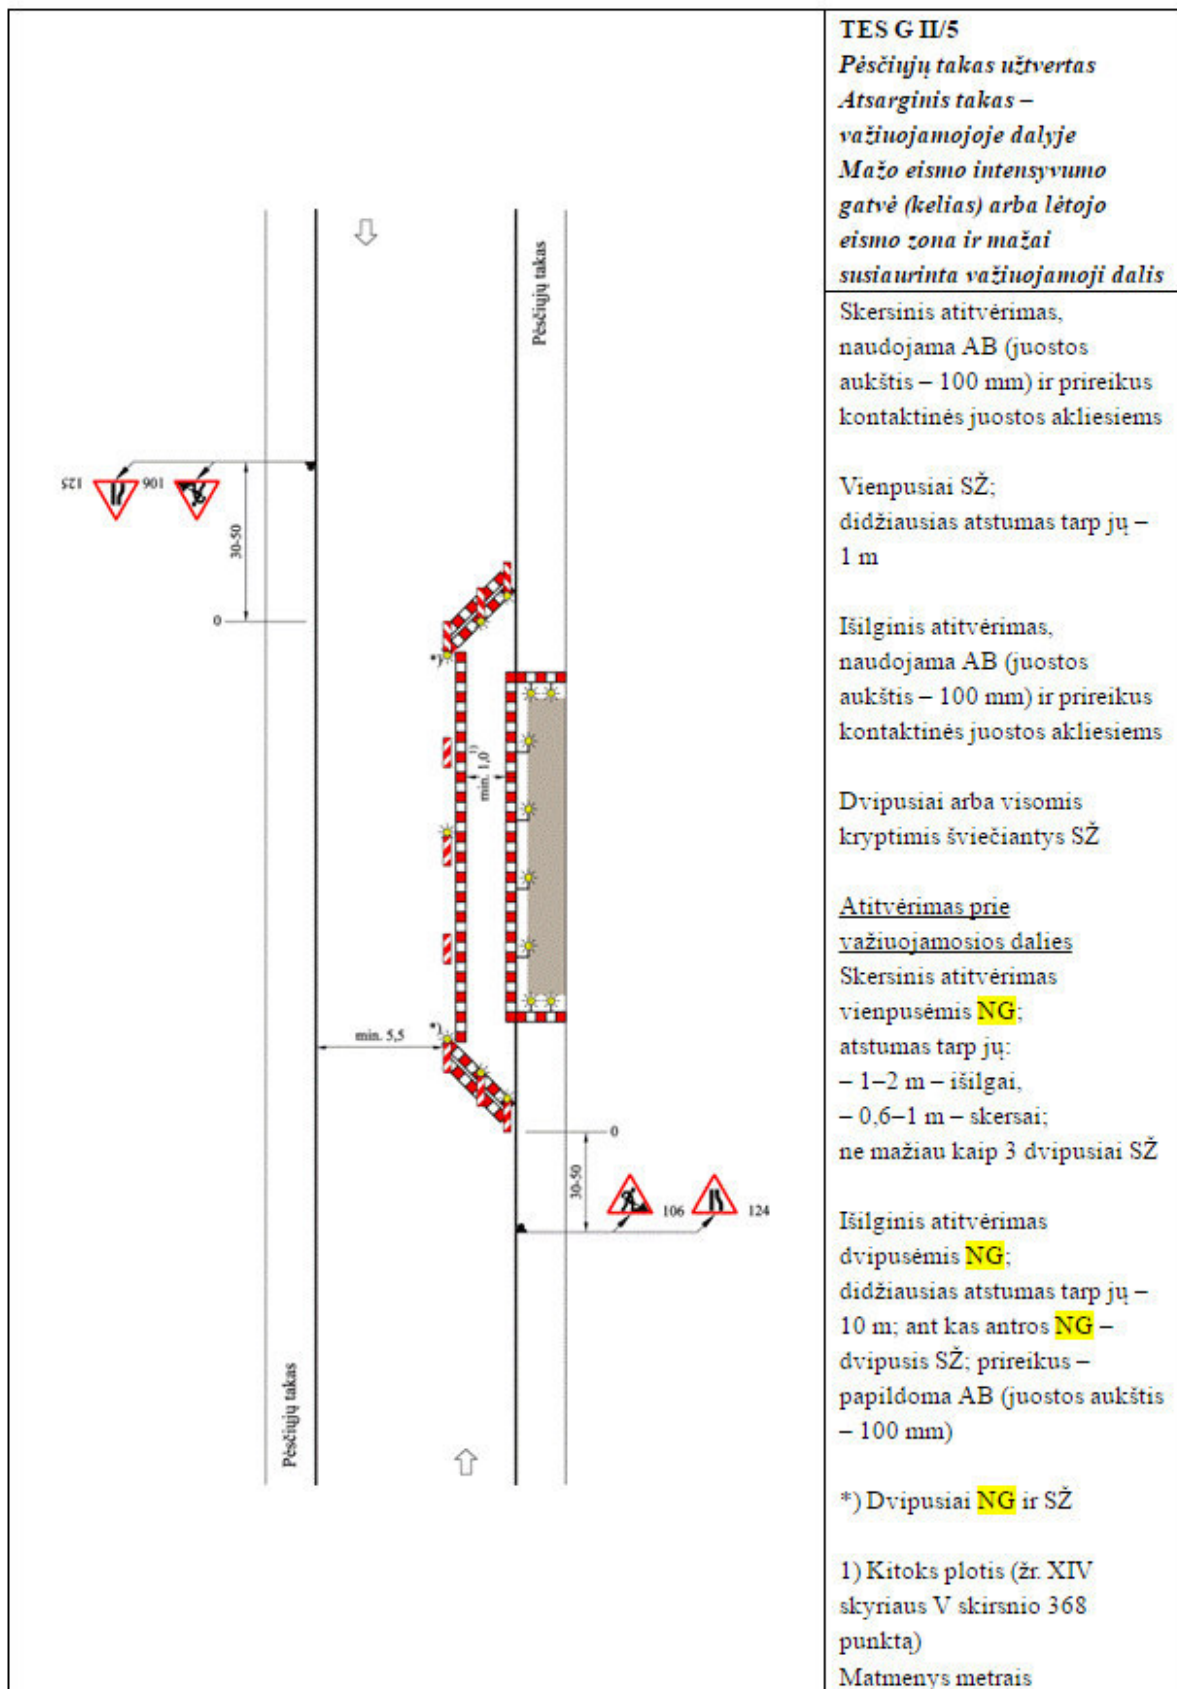 TES G II/5
Pėsčiųjų takas užtvertas
Atsarginis takas –
važiuojamojoje dalyje
Mažo eismo intensyvumo
gatvė (kelias) arba lėtojo
eismo zona ir mažai
susiaurinta važiuojamoji dalis
Skersinis atitvėrimas,
naudojama AB (juostos
aukštis – 100 mm) ir prireikus
kontaktinės juostos akliesiems
Vienpusiai SŽ;
didžiausias atstumas tarp jų –
1 m
Išilginis atitvėrimas,
naudojama AB (juostos
aukštis – 100 mm) ir prireikus
kontaktinės juostos akliesiems
Dvipusiai arba visomis
kryptimis šviečiantys SŽ
Atitvėrimas prie
važiuojamosios dalies
Skersinis atitvėrimas
vienpusėmis NG;
atstumas tarp jų:
– 1–2 m – išilgai,
– 0,6–1 m – skersai;
ne mažiau kaip 3 dvipusiai SŽ
Išilginis atitvėrimas
dvipusėmis NG;
didžiausias atstumas tarp jų –
10 m; ant kas antros NG –
dvipusis SŽ; prireikus –
papildoma AB (juostos aukštis
– 100 mm)
*) Dvipusiai NG ir SŽ
1) Kitoks plotis (žr. XIV
skyriaus V skirsnio 368
punktą)
Matmenys metrais
Pėsčiųjų takas
125
106
30-50
0
*)
1)
min. 1,0
*)
min. 5,5
0
30-50
106
124
Pėsčiųjų takas